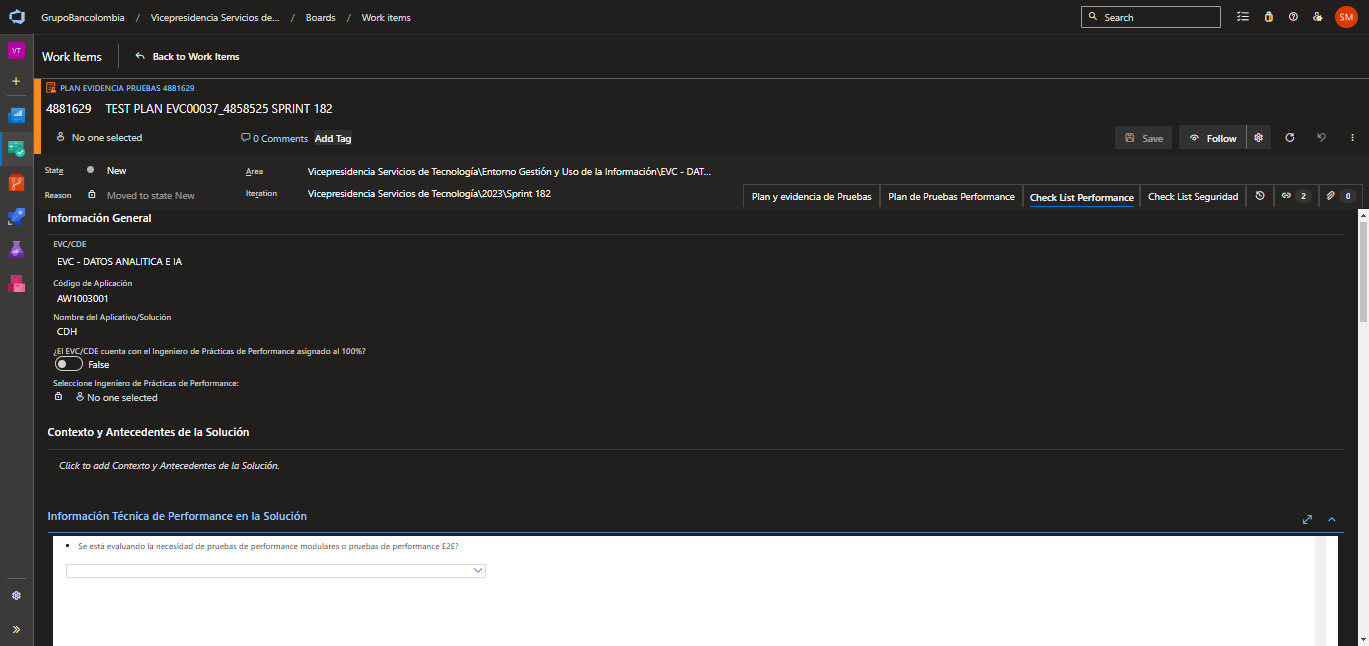 GrupoBancolombia / Vicepresidencia Servicios de... / Boards / Work items
Search
SM
VT
Work Items
Back to Work Items
PLAN EVIDENCIA PRUEBAS 4881629
4881629 TEST PLAN EVC00037_4858525 SPRINT 182
No one selected
0 Comments
Add Tag
Save
Follow
State
New
Area
Vicepresidencia Servicios de Tecnología\Entorno Gestión y Uso de la Información\EVC - DAT...
Reason
Moved to state New
Iteration
Vicepresidencia Servicios de Tecnología\2023\Sprint 182
Plan y evidencia de Pruebas
Plan de Pruebas Performance
Check List Performance
Check List Seguridad
2
0
Información General
EVC/CDE
EVC - DATOS ANALITICA E IA
Código de Aplicación
AW1003001
Nombre del Aplicativo/Solución
CDH
¿El EVC/CDE cuenta con el Ingeniero de Prácticas de Performance asignado al 100%?
False
Seleccione Ingeniero de Prácticas de Performance:
No one selected
Contexto y Antecedentes de la Solución
Click to add Contexto y Antecedentes de la Solución.
Información Técnica de Performance en la Solución
• Se está evaluando la necesidad de pruebas de performance modulares o pruebas de performance E2E?